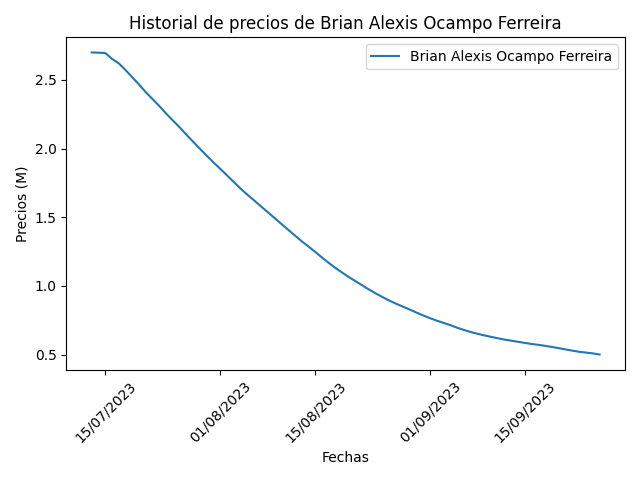 Historial de precios de Brian Alexis Ocampo Ferreira
Brian Alexis Ocampo Ferreira
Precios (M)
2.5
2.0
1.5
1.0
0.5
15/07/2023
01/08/2023
15/08/2023
01/09/2023
15/09/2023
Fechas